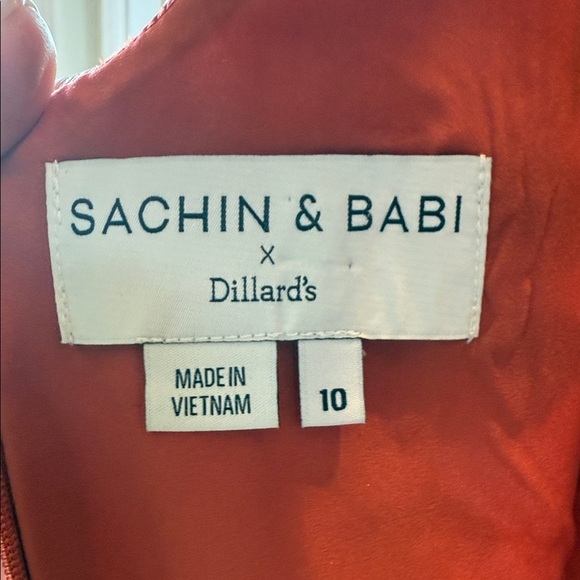 SACHIN & BABI
X
Dillard's
MADE IN
VIETNAM
10